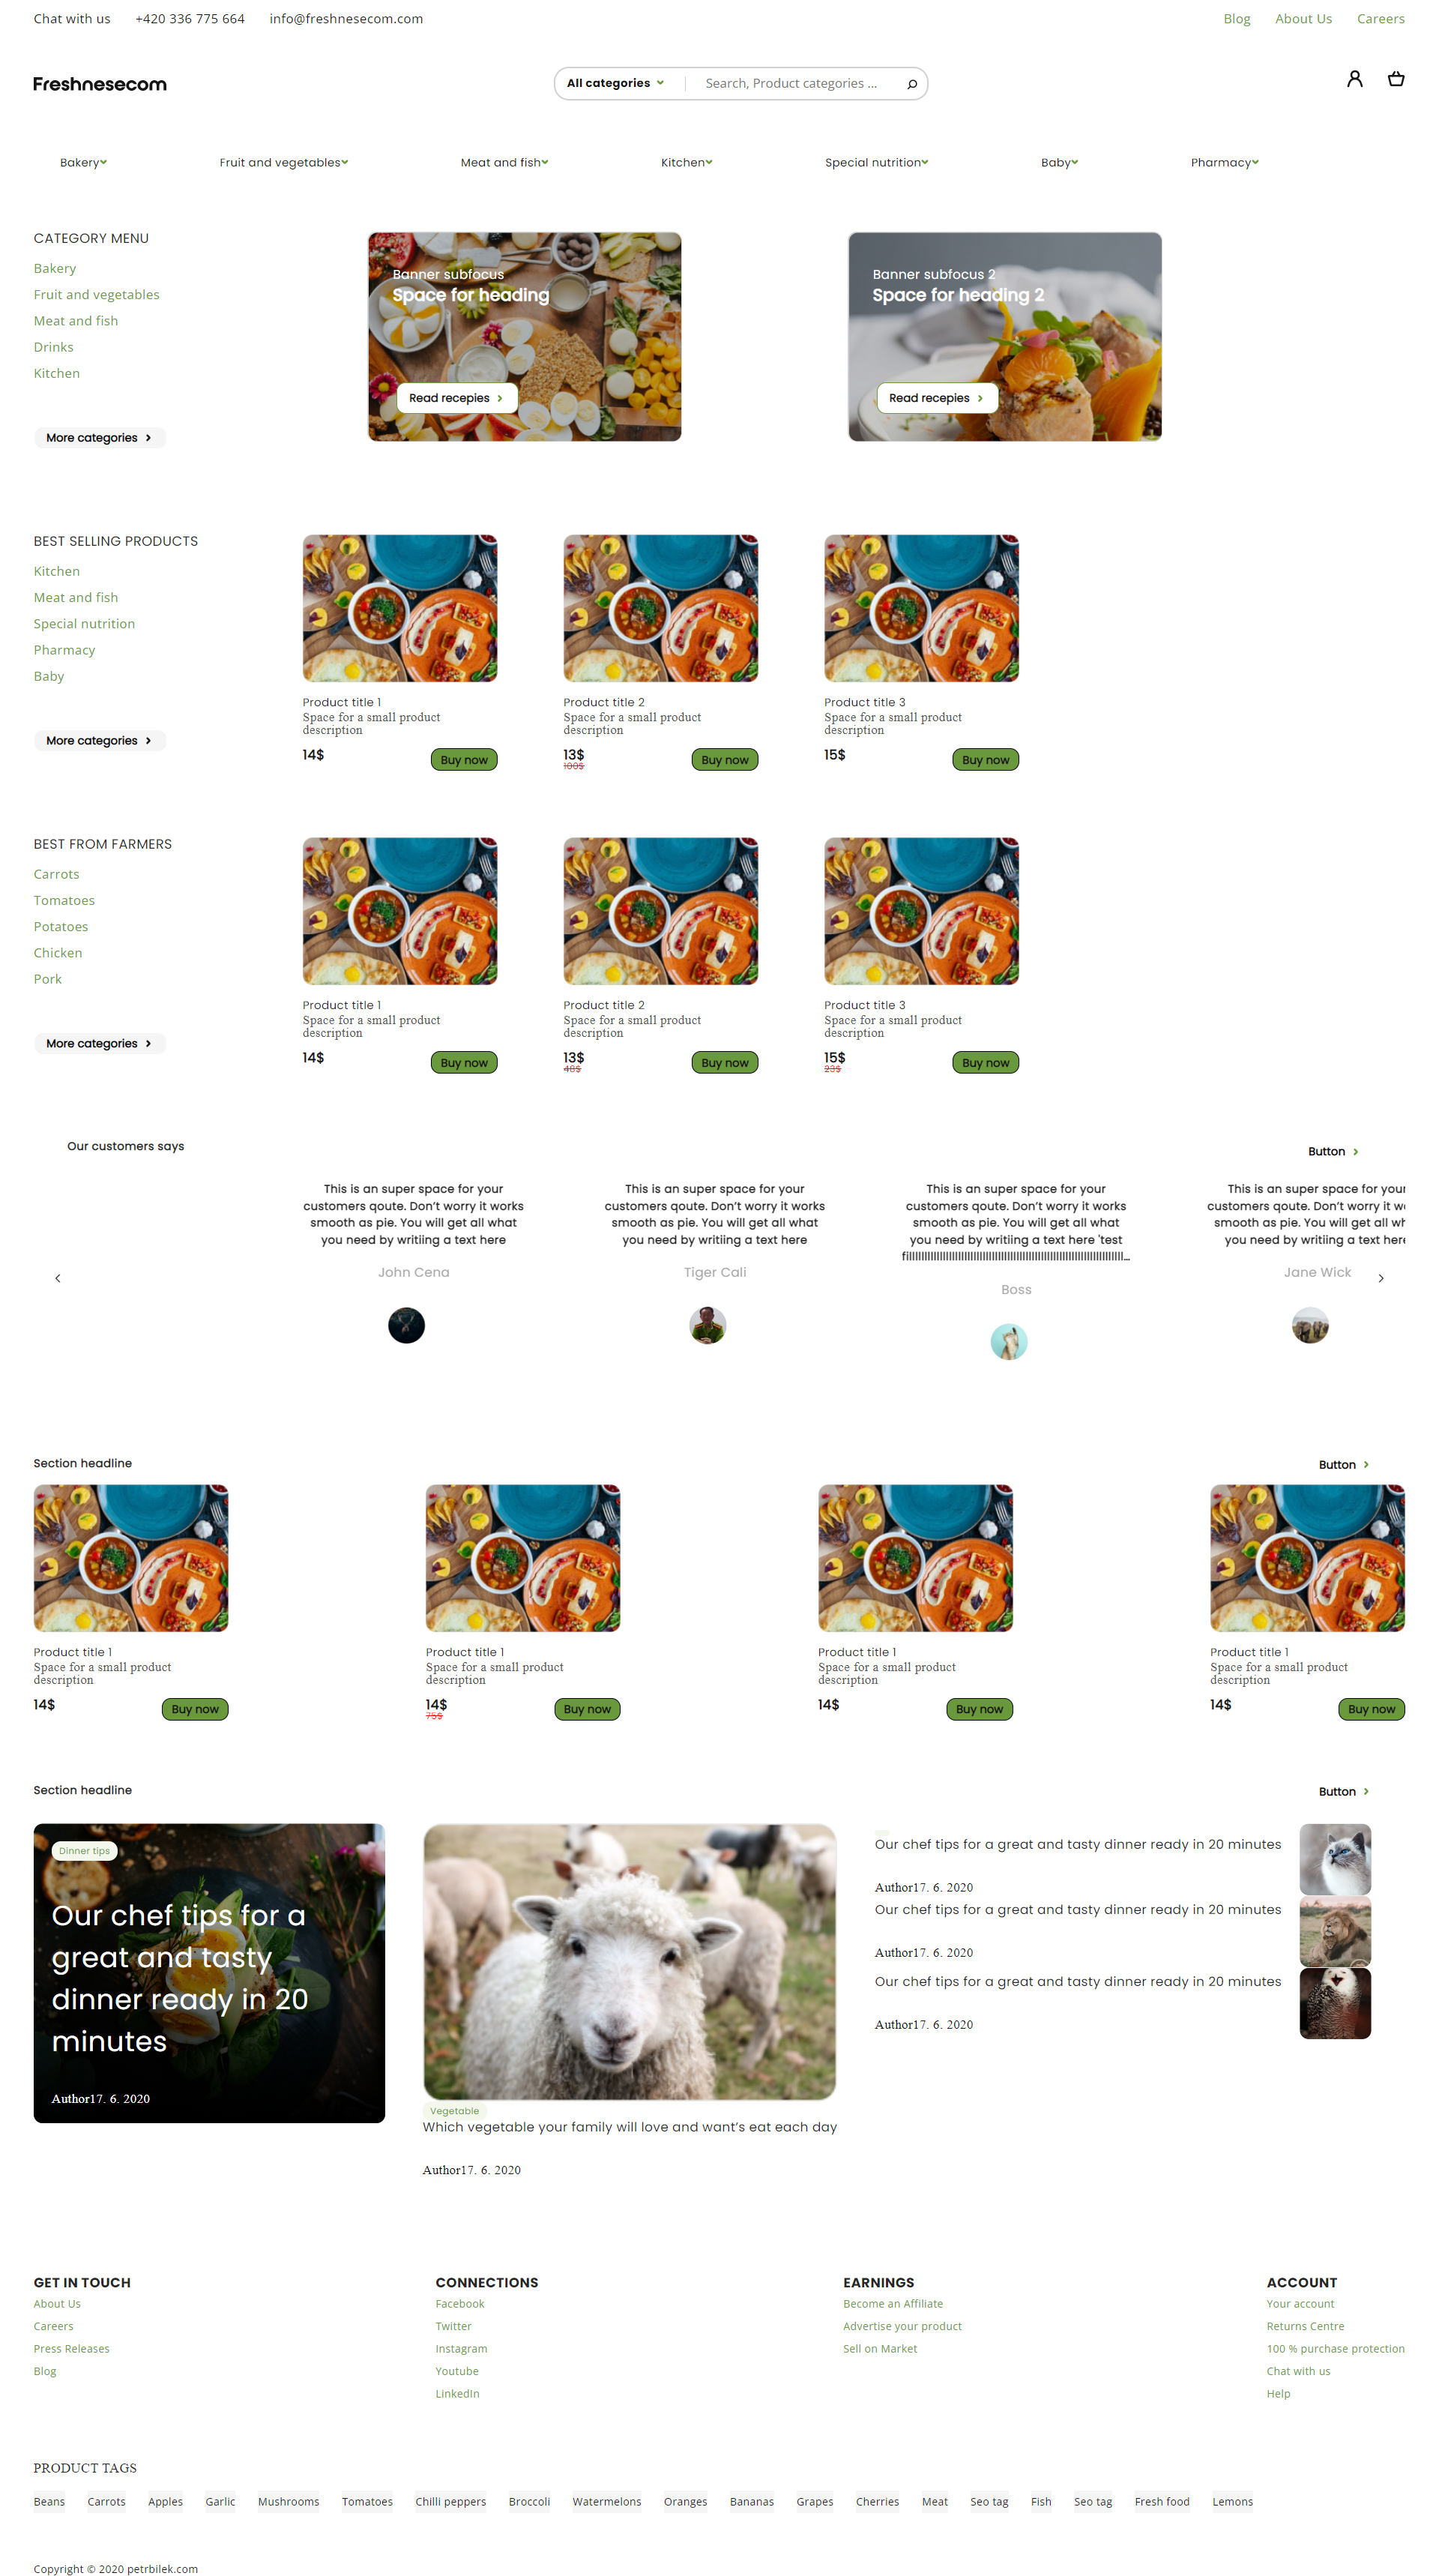 Chat with us +420 336 775 664 info@freshnesecom.com Blog About Us Careers
Freshnesecom All categories Search, Product categories ...
Bakery Fruit and vegetables Meat and fish Kitchen Special nutrition Baby Pharmacy
CATEGORY MENU
Bakery
Fruit and vegetables
Meat and fish
Drinks
Kitchen
More categories
Banner subfocus
Space for heading
Read recepies
Banner subfocus 2
Space for heading 2
Read recepies
BEST SELLING PRODUCTS
Kitchen
Meat and fish
Special nutrition
Pharmacy
Baby
More categories
Product title 1
Space for a small product
description
14$ Buy now
Product title 2
Space for a small product
description
13$ Buy now
100$
Product title 3
Space for a small product
description
15$ Buy now
BEST FROM FARMERS
Carrots
Tomatoes
Potatoes
Chicken
Pork
More categories
Product title 1
Space for a small product
description
14$ Buy now
Product title 2
Space for a small product
description
13$ Buy now
48$
Product title 3
Space for a small product
description
15$ Buy now
23$
Our customers says Button
This is an super space for your
customers qoute. Don’t worry it works
smooth as pie. You will get all what
you need by writiing a text here
John Cena
This is an super space for your
customers qoute. Don’t worry it works
smooth as pie. You will get all what
you need by writiing a text here
Tiger Cali
This is an super space for your
customers qoute. Don’t worry it works
smooth as pie. You will get all what
you need by writiing a text here 'test
Boss
This is an super space for your
customers qoute. Don’t worry it
smooth as pie. You will get all
you need by writiing a text here
Jane Wick
Section headline Button
Product title 1
Space for a small product
description
14$ Buy now
Product title 1
Space for a small product
description
14$ Buy now
75$
Product title 1
Space for a small product
description
14$ Buy now
Product title 1
Space for a small product
description
14$ Buy now
Section headline Button
Dinner tips
Our chef tips for a
great and tasty
dinner ready in 20
minutes
Author17. 6. 2020
Vegetable
Which vegetable your family will love and want’s eat each day
Author17. 6. 2020
Our chef tips for a great and tasty dinner ready in 20 minutes
Author17. 6. 2020
Our chef tips for a great and tasty dinner ready in 20 minutes
Author17. 6. 2020
Our chef tips for a great and tasty dinner ready in 20 minutes
Author17. 6. 2020
GET IN TOUCH
About Us
Careers
Press Releases
Blog
CONNECTIONS
Facebook
Twitter
Instagram
Youtube
LinkedIn
EARNINGS
Become an Affiliate
Advertise your product
Sell on Market
ACCOUNT
Your account
Returns Centre
100 % purchase protection
Chat with us
Help
PRODUCT TAGS
Beans Carrots Apples Garlic Mushrooms Tomatoes Chilli peppers Broccoli Watermelons Oranges Bananas Grapes Cherries Meat Seo tag Fish Seo tag Fresh food Lemons
Copyright © 2020 petrbilek.com